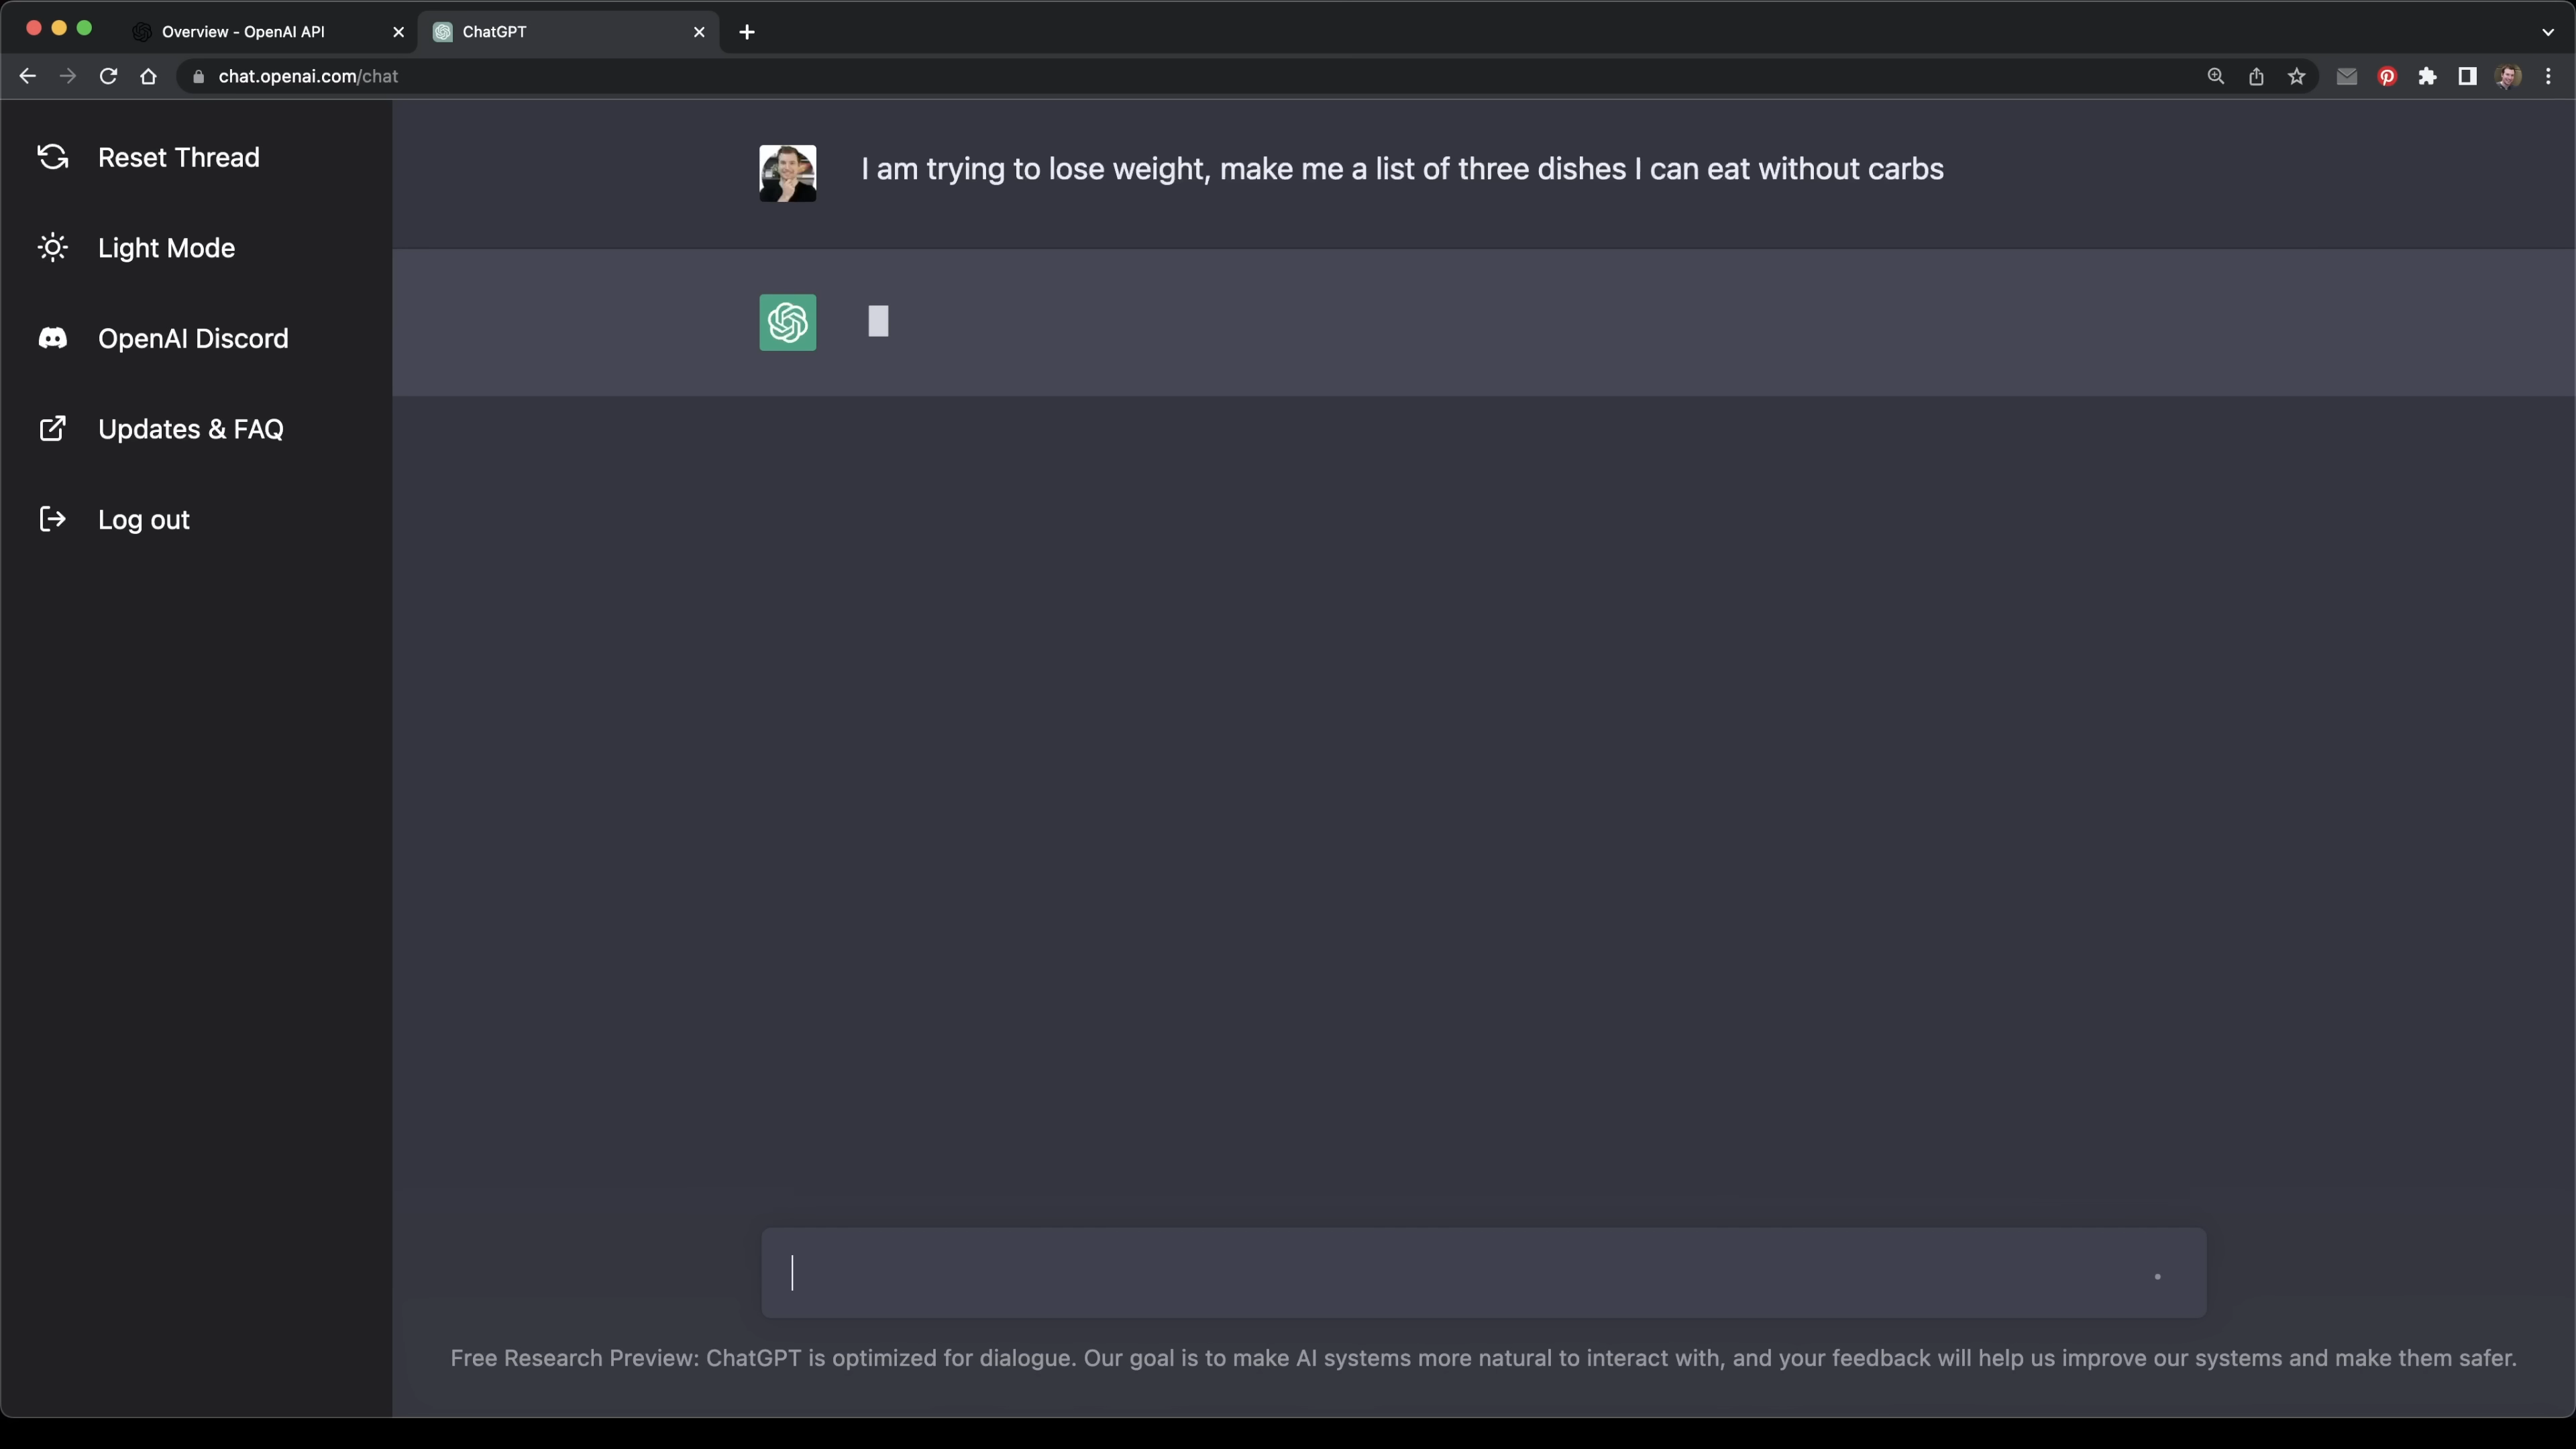 Overview - OpenAI API
ChatGPT
chat.openai.com/chat
Reset Thread
Light Mode
OpenAI Discord
Updates & FAQ
Log out
I am trying to lose weight, make me a list of three dishes I can eat without carbs
Free Research Preview: ChatGPT is optimized for dialogue. Our goal is to make AI systems more natural to interact with, and your feedback will help us improve our systems and make them safer.